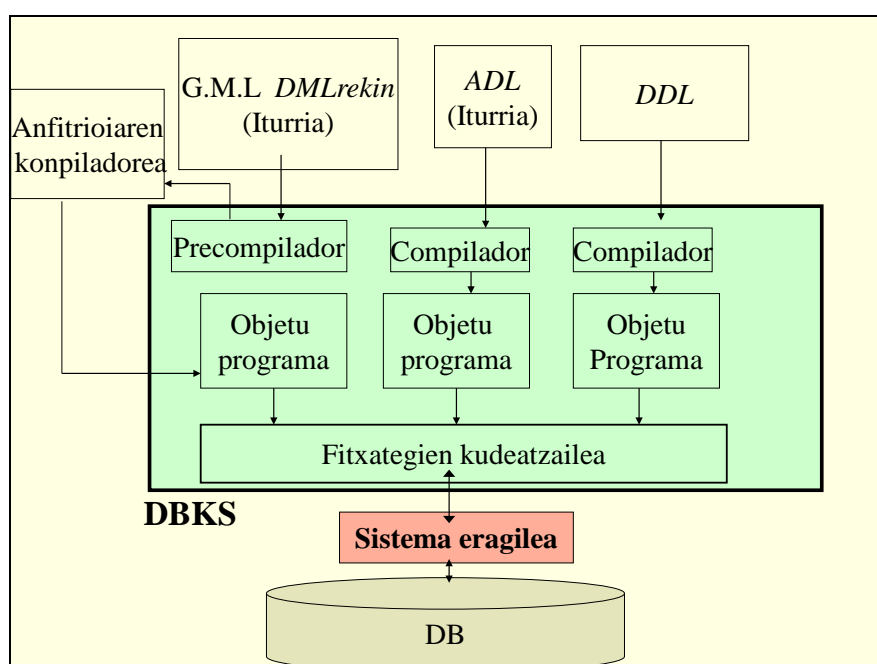 G.M.L DMLrekin
(Iturria)
ADL
(Iturria)
DDL
Anfitrioiaren
konpiladorea
Precompilador
Compilador
Compilador
Objetu
programa
Objetu
programa
Objetu
Programa
Fitxategien kudeatzailea
DBKS
Sistema eragilea
DB